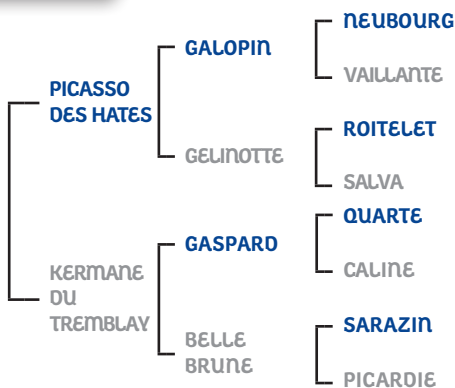 NEUBOURG
GALOPIN
VAILLANTE
PICASSO
DES HATES
ROITELET
GELINOTTE
SALVA
QUARTE
GASPARD
CALINE
KERMANE
DU
TREMBLAY
SARAZIN
BELLE
BRUNE
PICARDIE